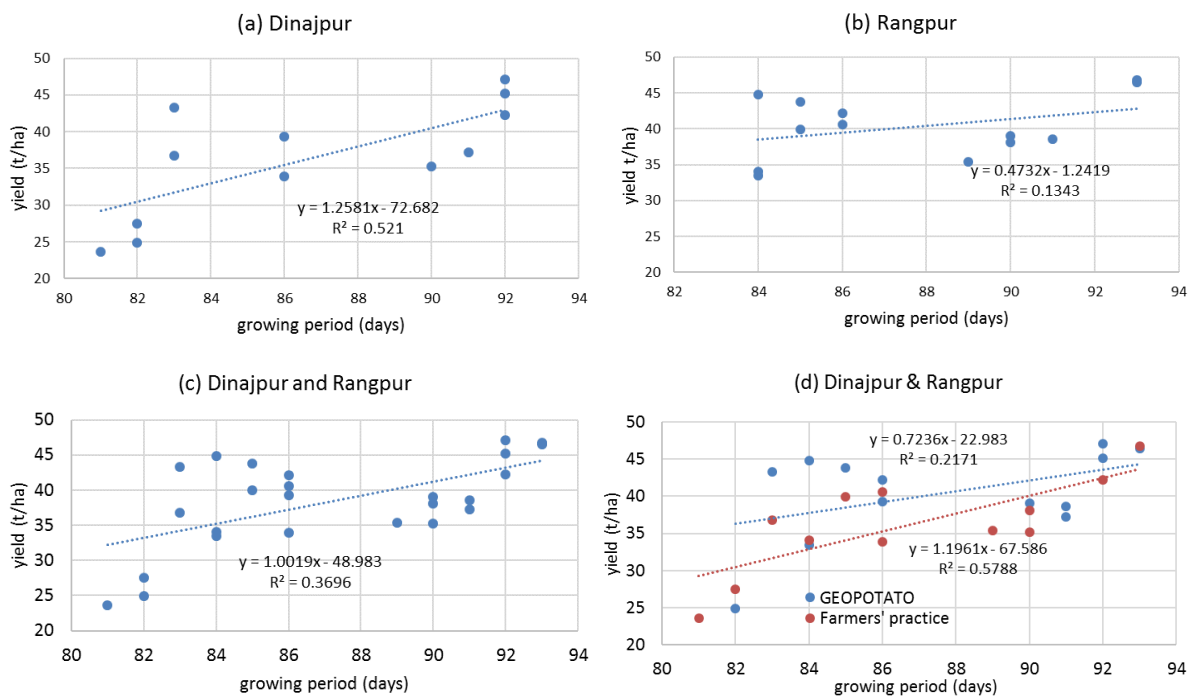 (a) Dinajpur
50
45
40
35
30
25
20
yield (t/ha)
y = 1.2581x - 72.682
R² = 0.521
80 82 84 86 88 90 92 94
growing period (days)
(b) Rangpur
50
45
40
35
30
25
20
yield t/ha)
y = 0.4732x - 1.2419
R² = 0.1343
82 84 86 88 90 92 94
growing period (days)
(c) Dinajpur and Rangpur
50
45
40
35
30
25
20
yield (t/ha)
y = 1.0019x - 48.983
R² = 0.3696
80 82 84 86 88 90 92 94
growing period (days)
(d) Dinajpur & Rangpur
50
45
40
35
30
25
20
yield (t/ha)
y = 0.7236x - 22.983
R² = 0.2171
y = 1.1961x - 67.586
R² = 0.5788
GEOPOTATO
Farmers' practice
80 82 84 86 88 90 92 94
growing period (days)